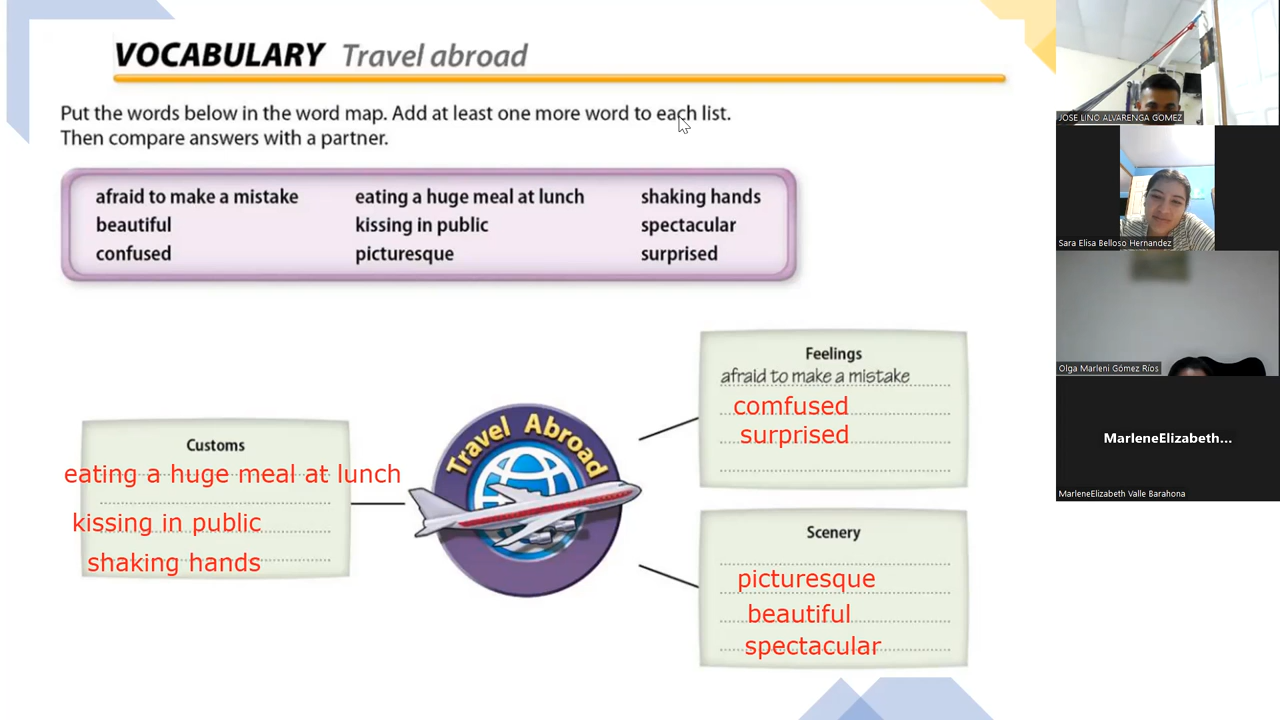 VOCABULARY Travel abroad
Put the words below in the word map. Add at least one more word to each list.
Then compare answers with a partner.
afraid to make a mistake eating a huge meal at lunch shaking hands
beautiful kissing in public spectacular
confused picturesque surprised
Customs
eating a huge meal at lunch
kissing in public
shaking hands
Travel Abroad
Feelings
afraid to make a mistake
comfused
surprised
Scenery
picturesque
beautiful
spectacular
JOSE LINO ALVARENGA GOMEZ
Sara Elisa Belloso Hernandez
Olga Marleni Gómez Ríos
MarleneElizabeth...
MarleneElizabeth Valle Barahona